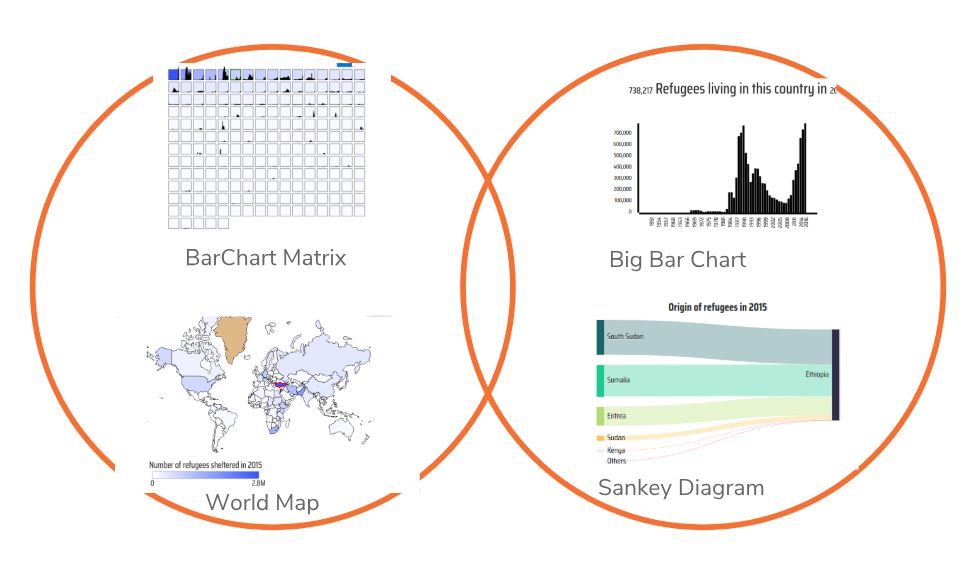 738,217 Refugees living in this country in
700,000
600,000
500,000
400,000
300,000
200,000
100,000
0
BarChart Matrix
Big Bar Chart
Origin of refugees in 2015
South Sudan
Somalia
Ethiopia
Eritrea
Sudan
Kenya
Others
Number of refugees sheltered in 2015
0 2.8M
World Map
Sankey Diagram